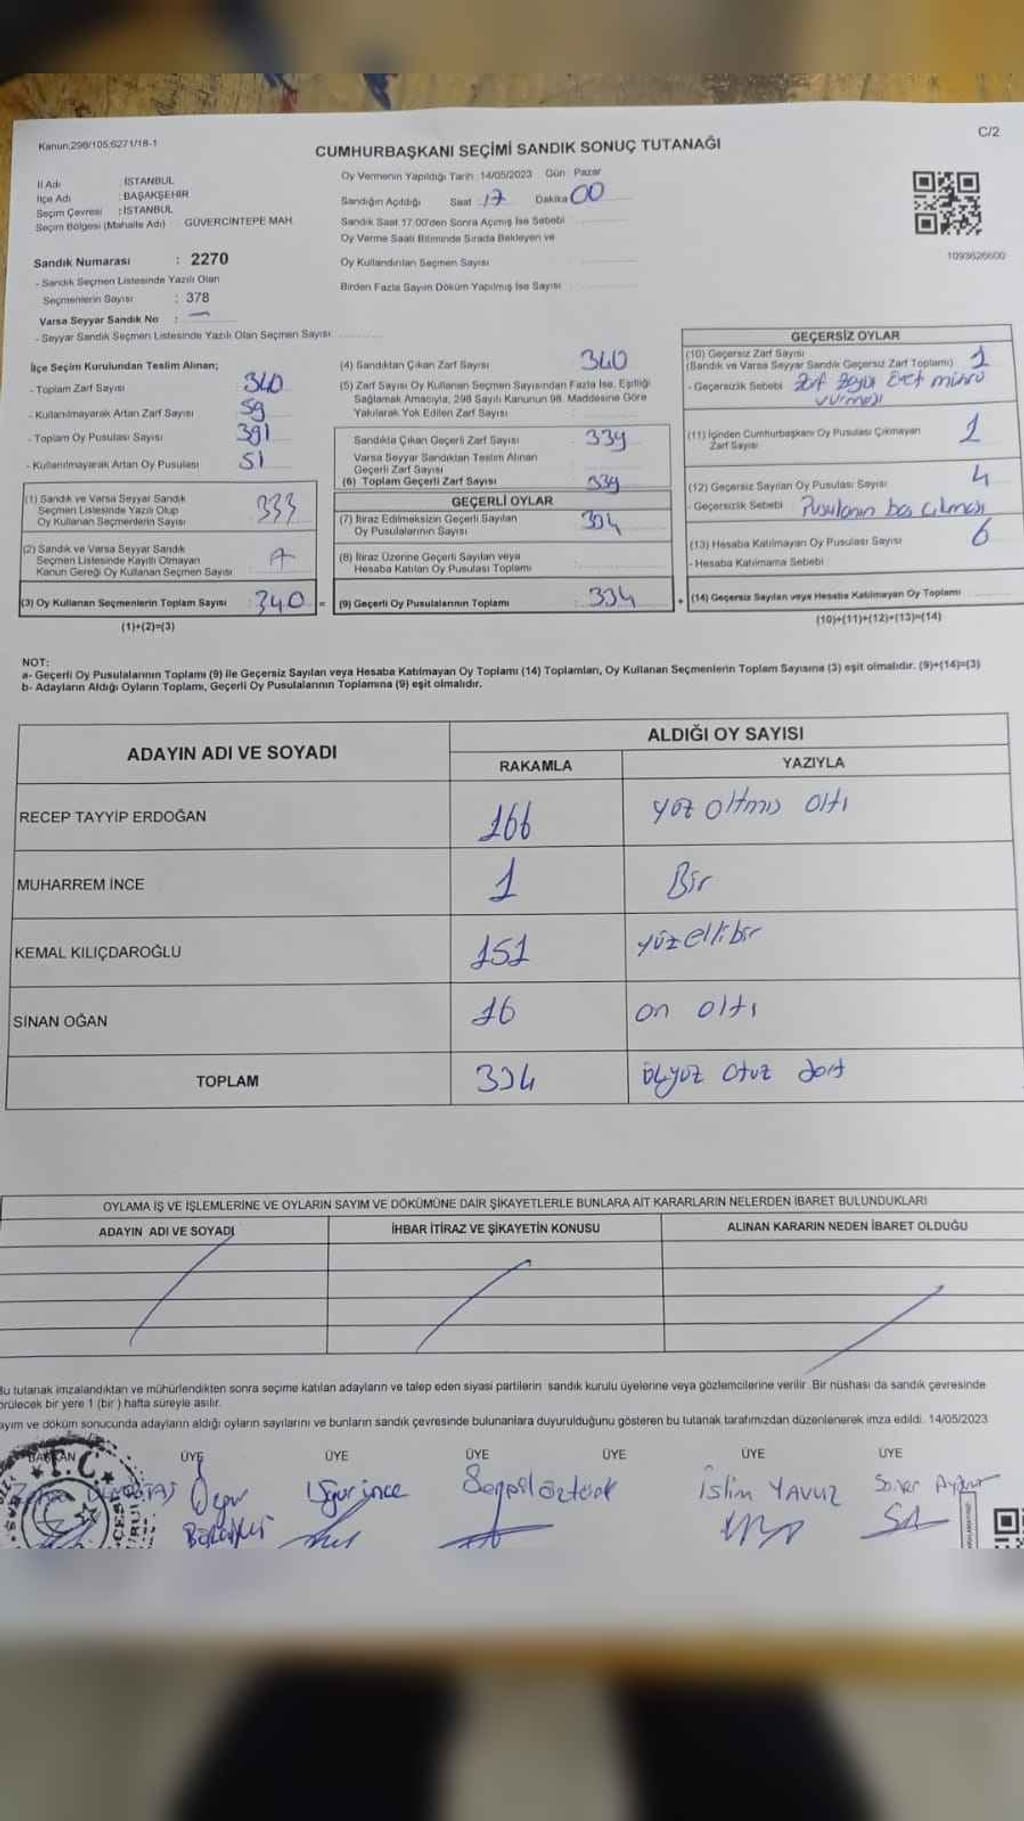 Kanun;298/105;6271/18-1
C/2
CUMHURBAŞKANI SEÇİMİ SANDIK SONUÇ TUTANAĞI
İl Adı : İSTANBUL
İlçe Adı : BAŞAKŞEHİR
Seçim Çevresi : İSTANBUL
Seçim Bölgesi (Mahalle Adı) GÜVERCİNTEPE MAH.
Sandık Numarası : 2270
- Sandık Seçmen Listesinde Yazılı Olan
Seçmenlerin Sayısı : 378
Varsa Seyyar Sandık No : —
- Seyyar Sandık Seçmen Listesinde Yazılı Olan Seçmen Sayısı
Oy Vermenin Yapıldığı Tarih 14/05/2023 Gün Pazar
Sandığın Açıldığı Saat 17 Dakika 00
Sandık Saat 17:00'den Sonra Açılmış İse Sebebi
Oy Verme Saati Bitiminde Sırada Bekleyen ve
Oy Kullandırılan Seçmen Sayısı
Birden Fazla Sayım Döküm Yapılmış İse Sayısı
1093626600
İlçe Seçim Kurulundan Teslim Alınan;
- Toplam Zarf Sayısı 340
- Kullanılmayarak Artan Zarf Sayısı 59
- Toplam Oy Pusulası Sayısı 391
- Kullanılmayarak Artan Oy Pusulası 51
(1) Sandık ve Varsa Seyyar Sandık
Seçmen Listesinde Yazılı Olup
Oy Kullanan Seçmenlerin Sayısı 333
(2) Sandık ve Varsa Seyyar Sandık
Seçmen Listesinde Kayıtlı Olmayan
Kanun Gereği Oy Kullanan Seçmen Sayısı 7
(3) Oy Kullanan Seçmenlerin Toplam Sayısı 340 =
(1)+(2)=(3)
(4) Sandıktan Çıkan Zarf Sayısı 340
(5) Zarf Sayısı Oy Kullanan Seçmen Sayısından Fazla İse, Eşitliği
Sağlamak Amacıyla, 298 Sayılı Kanunun 98. Maddesine Göre
Yakılarak Yok Edilen Zarf Sayısı
Sandıkta Çıkan Geçerli Zarf Sayısı 339
Varsa Seyyar Sandıktan Teslim Alınan
Geçerli Zarf Sayısı
(6) Toplam Geçerli Zarf Sayısı 339
GEÇERLİ OYLAR
(7) İtiraz Edilmeksizin Geçerli Sayılan
Oy Pusulalarının Sayısı 334
(8) İtiraz Üzerine Geçerli Sayılan veya
Hesaba Katılan Oy Pusulası Toplamı
(9) Geçerli Oy Pusulalarının Toplamı 334 +
GEÇERSİZ OYLAR
(10) Geçersiz Zarf Sayısı
(Sandık ve Varsa Seyyar Sandık Geçersiz Zarf Toplamı) 1
- Geçersizlik Sebebi Zarf Evet mührü
vurması
(11) İçinden Cumhurbaşkanı Oy Pusulası Çıkmayan
Zarf Sayısı 1
(12) Geçersiz Sayılan Oy Pusulası Sayısı 4
- Geçersizlik Sebebi Pusulanın boş çıkması
(13) Hesaba Katılmayan Oy Pusulası Sayısı 6
- Hesaba Katılmama Sebebi
(14) Geçersiz Sayılan veya Hesaba Katılmayan Oy Toplamı
(10)+(11)+(12)+(13)=(14)
NOT:
a- Geçerli Oy Pusulalarının Toplamı (9) ile Geçersiz Sayılan veya Hesaba Katılmayan Oy Toplamı (14) Toplamları, Oy Kullanan Seçmenlerin Toplam Sayısına (3) eşit olmalıdır. (9)+(14)=(3)
b- Adayların Aldığı Oyların Toplamı, Geçerli Oy Pusulalarının Toplamına (9) eşit olmalıdır.
ADAYIN ADI VE SOYADI ALDIĞI OY SAYISI
RAKAMLA YAZIYLA
RECEP TAYYİP ERDOĞAN 166 yüz altmış altı
MUHARREM İNCE 1 Bir
KEMAL KILIÇDAROĞLU 151 yüzellibir
SİNAN OĞAN 16 on altı
TOPLAM 334 üçyüz otuz dört
OYLAMA İŞ VE İŞLEMLERİNE VE OYLARIN SAYIM VE DÖKÜMÜNE DAİR ŞİKAYETLERLE BUNLARA AİT KARARLARIN NELERDEN İBARET BULUNDUKLARI
ADAYIN ADI VE SOYADI İHBAR İTİRAZ VE ŞİKAYETİN KONUSU ALINAN KARARIN NEDEN İBARET OLDUĞU
Bu tutanak imzalandıktan ve mühürlendikten sonra seçime katılan adayların ve talep eden siyasi partilerin sandık kurulu üyelerine veya gözlemcilerine verilir. Bir nüshası da sandık çevresinde
görülecek bir yere 1 (bir) hafta süreyle asılır.
Sayım ve döküm sonucunda adayların aldığı oyların sayılarını ve bunların sandık çevresinde bulunanlara duyurulduğunu gösteren bu tutanak tarafımızdan düzenlenerek imza edildi. 14/05/2023
BAŞKAN ÜYE ÜYE ÜYE ÜYE ÜYE ÜYE
T.C.
Uğur ince
öztürk
İslim YAVUZ